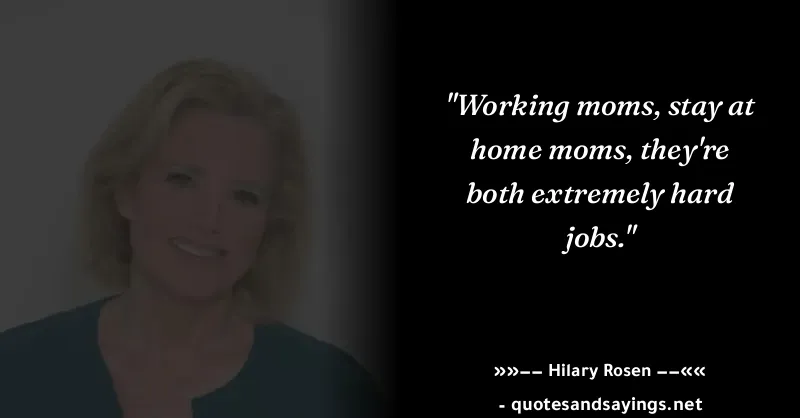 "Working moms, stay at
home moms, they're
both extremely hard
jobs."
»»−− Hilary Rosen −−««
- quotesandsayings.net